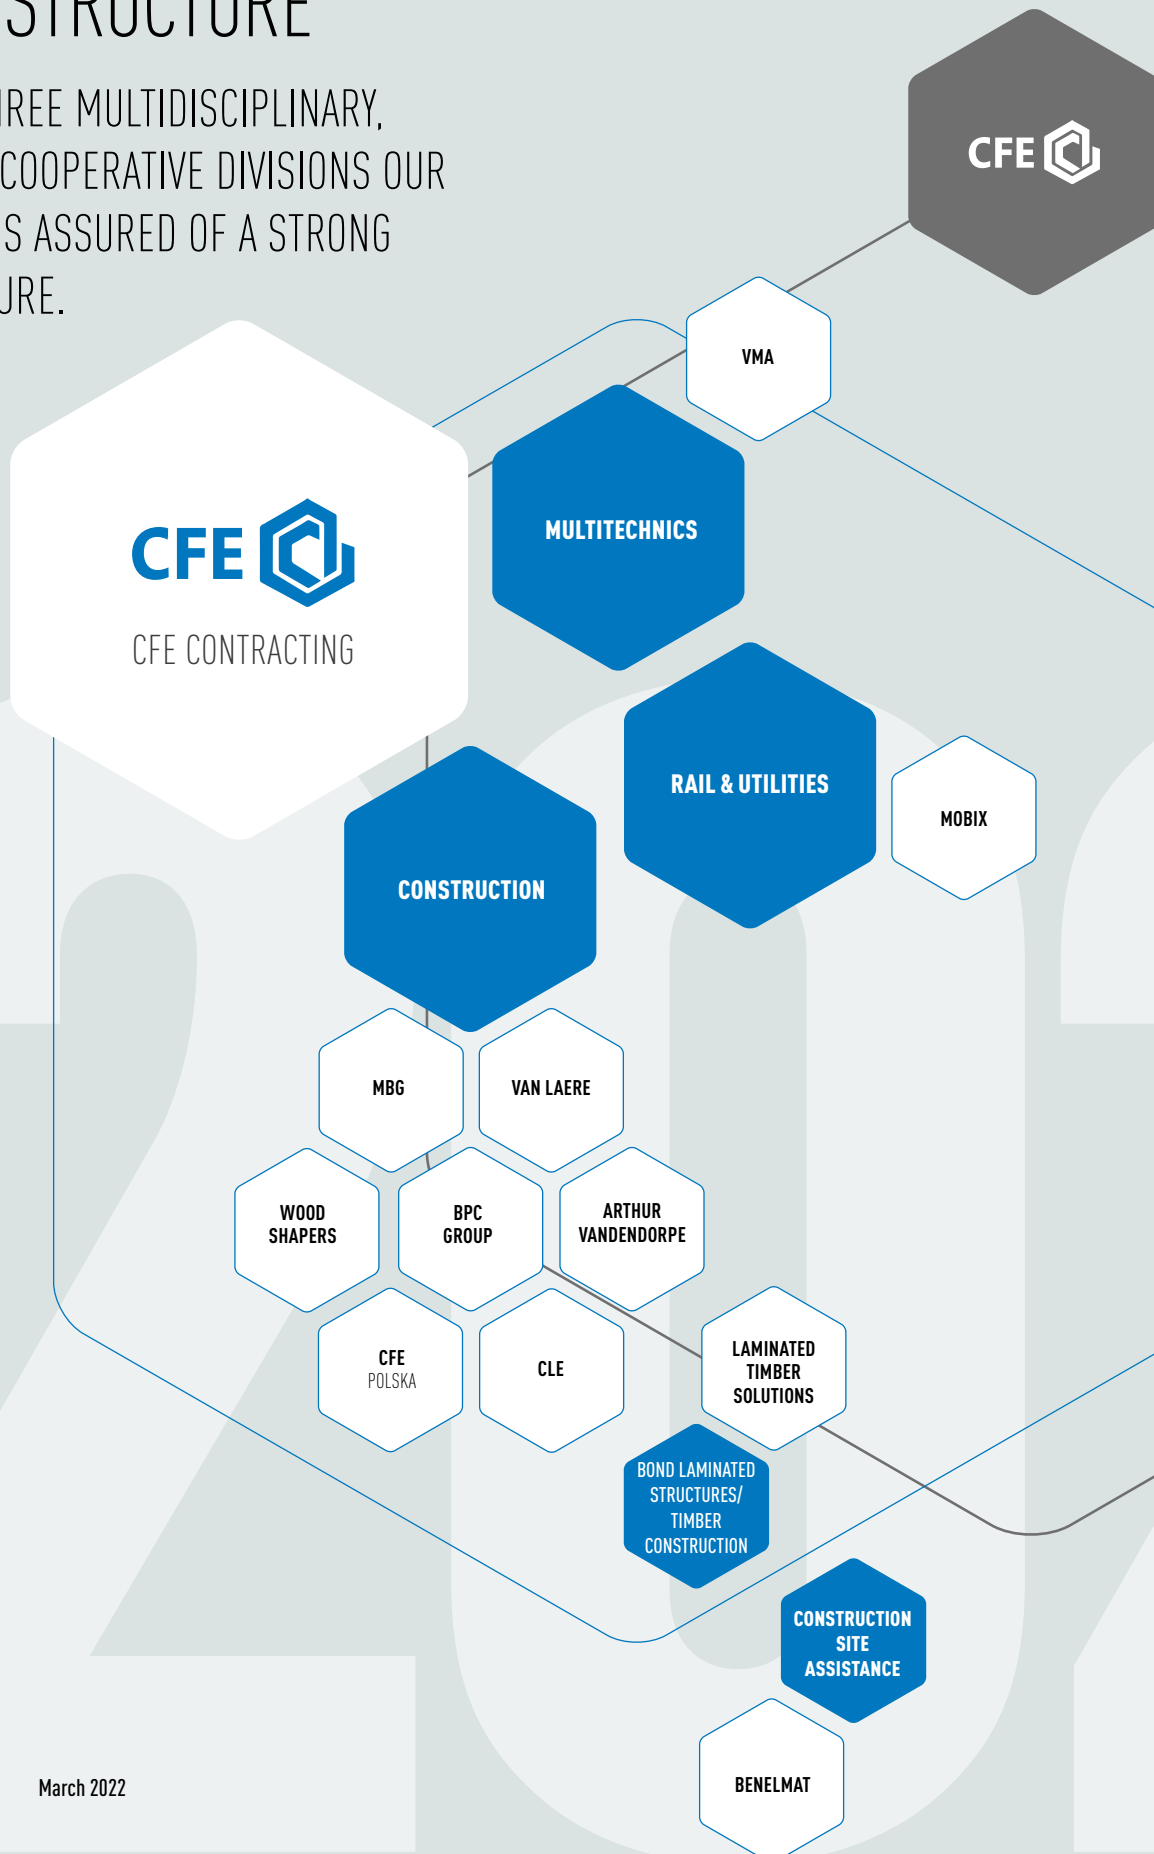 STRUCTURE
HREE MULTIDISCIPLINARY,
COOPERATIVE DIVISIONS OUR
S ASSURED OF A STRONG
URE.
CFE
VMA
CFE
CFE CONTRACTING
MULTITECHNICS
RAIL & UTILITIES
MOBIX
CONSTRUCTION
MBG
VAN LAERE
WOOD
SHAPERS
BPC
GROUP
ARTHUR
VANDENDORPE
CFE
POLSKA
CLE
LAMINATED
TIMBER
SOLUTIONS
BOND LAMINATED
STRUCTURES/
TIMBER
CONSTRUCTION
CONSTRUCTION
SITE
ASSISTANCE
BENELMAT
March 2022